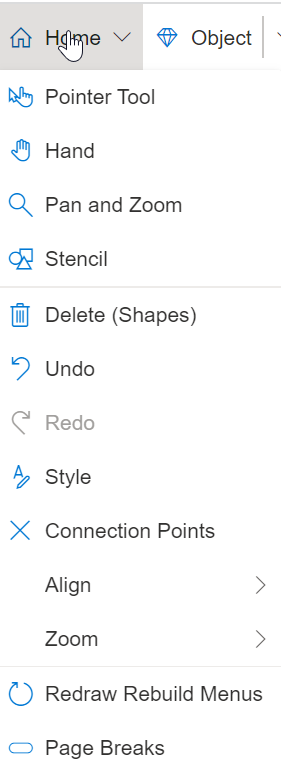 Home Object
Pointer Tool
Hand
Pan and Zoom
Stencil
Delete (Shapes)
Undo
Redo
Style
Connection Points
Align
Zoom
Redraw Rebuild Menus
Page Breaks